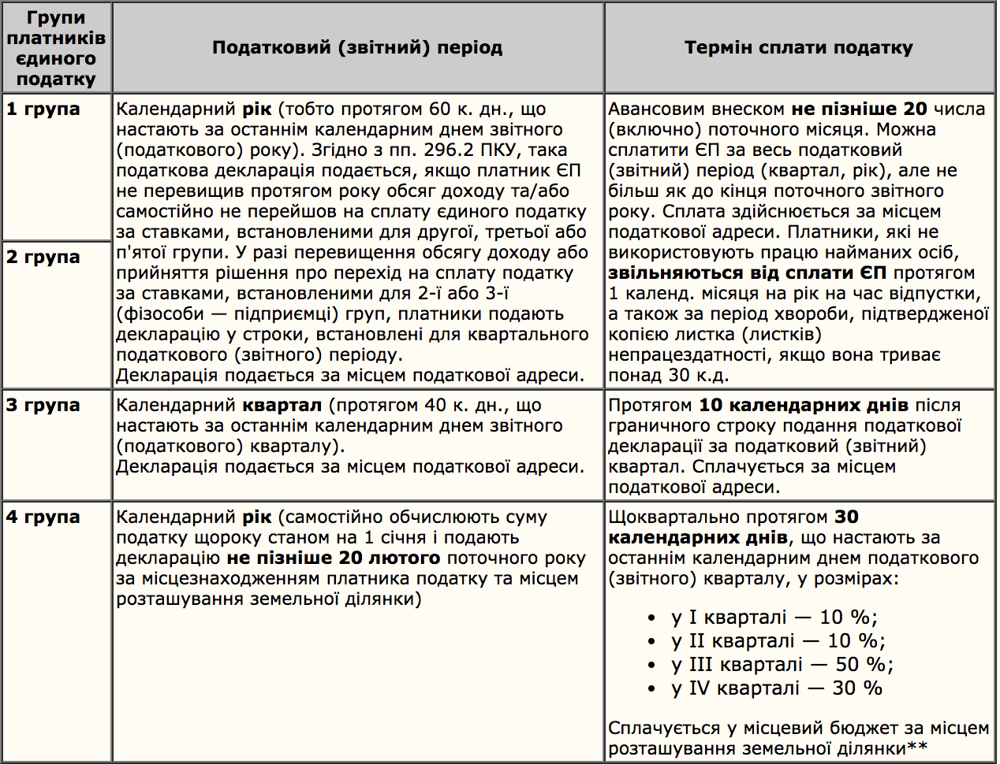 Групи
платників
єдиного
податку
Податковий (звітний) період
Термін сплати податку
1 група
2 група
Календарний рік (тобто протягом 60 к. дн., що
настають за останнім календарним днем звітного
(податкового) року). Згідно з пп. 296.2 ПКУ, така
податкова декларація подається, якщо платник ЄП
не перевищив протягом року обсяг доходу та/або
самостійно не перейшов на сплату єдиного податку
за ставками, встановленими для другої, третьої або
п'ятої групи. У разі перевищення обсягу доходу або
прийняття рішення про перехід на сплату податку
за ставками, встановленими для 2-ї або 3-ї
(фізособи — підприємці) груп, платники подають
декларацію у строки, встановлені для квартального
податкового (звітного) періоду.
Декларація подається за місцем податкової адреси.
Авансовим внеском не пізніше 20 числа
(включно) поточного місяця. Можна
сплатити ЄП за весь податковий
(звітний) період (квартал, рік), але не
більш як до кінця поточного звітного
року. Сплата здійснюється за місцем
податкової адреси. Платники, які не
використовують працю найманих осіб,
звільняються від сплати ЄП протягом
1 календ. місяця на рік на час відпустки,
а також за період хвороби, підтвердженої
копією листка (листків)
непрацездатності, якщо вона триває
понад 30 к.д.
3 група
Календарний квартал (протягом 40 к. дн., що
настають за останнім календарним днем звітного
(податкового) кварталу).
Декларація подається за місцем податкової адреси.
Протягом 10 календарних днів після
граничного строку подання податкової
декларації за податковий (звітний)
квартал. Сплачується за місцем
податкової адреси.
4 група
Календарний рік (самостійно обчислюють суму
податку щороку станом на 1 січня і подають
декларацію не пізніше 20 лютого поточного року
за місцезнаходженням платника податку та місцем
розташування земельної ділянки)
Щоквартально протягом 30
календарних днів, що настають за
останнім календарним днем податкового
(звітного) кварталу, у розмірах:
• у I кварталі — 10 %;
• у II кварталі — 10 %;
• у III кварталі — 50 %;
• у IV кварталі — 30 %
Сплачується у місцевий бюджет за місцем
розташування земельної ділянки**